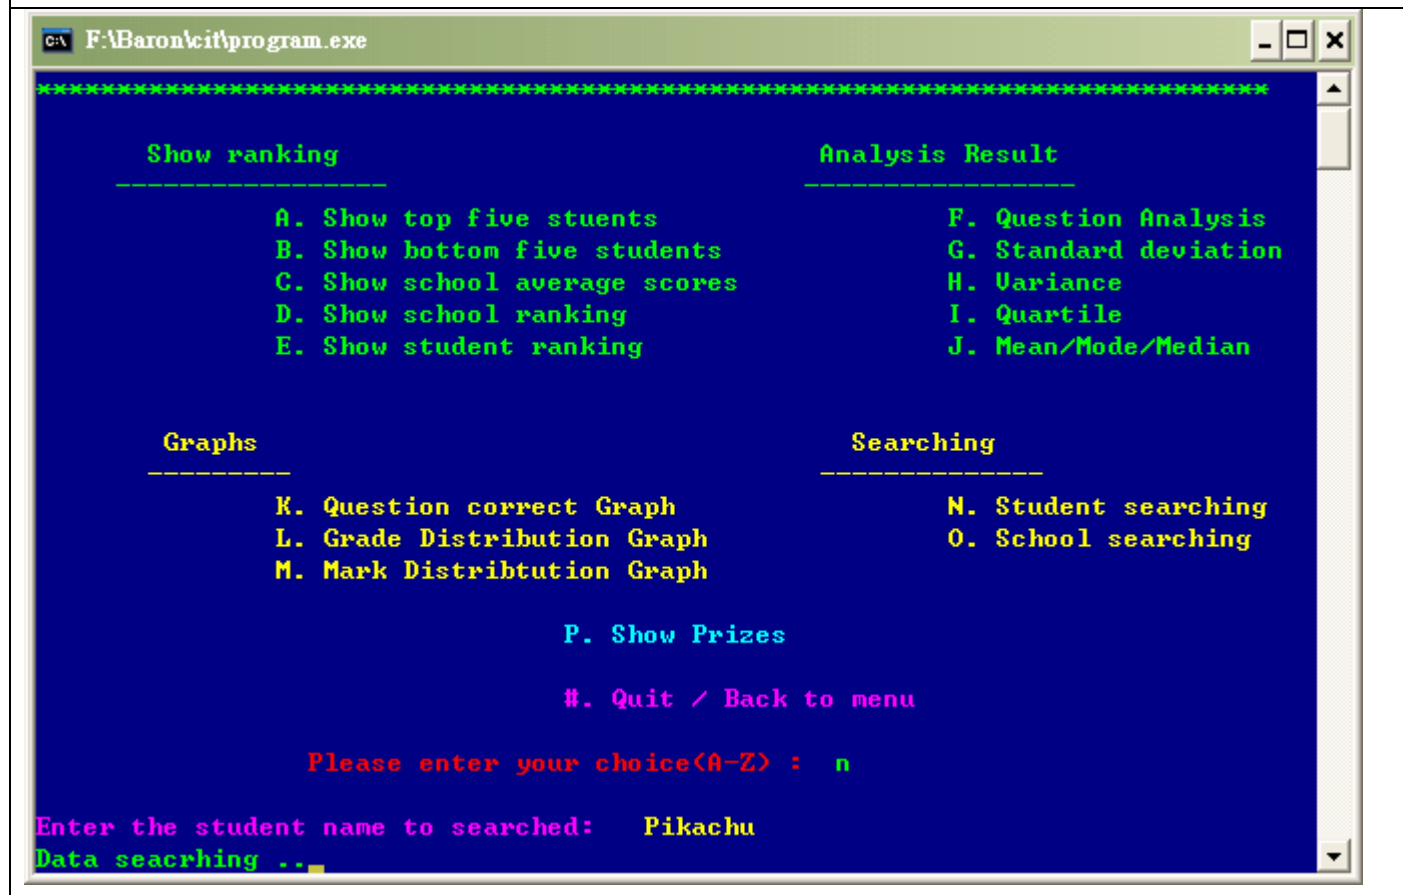 F:\Baron\cit\program.exe
*****************************************************************************
Show ranking Analysis Result
----------------- -----------------
A. Show top five stuents F. Question Analysis
B. Show bottom five students G. Standard deviation
C. Show school average scores H. Variance
D. Show school ranking I. Quartile
E. Show student ranking J. Mean/Mode/Median
Graphs Searching
--------- --------------
K. Question correct Graph N. Student searching
L. Grade Distribution Graph O. School searching
M. Mark Distribtution Graph
P. Show Prizes
#. Quit / Back to menu
Please enter your choice(A-Z) : n
Enter the student name to searched: Pikachu
Data seacrhing .._